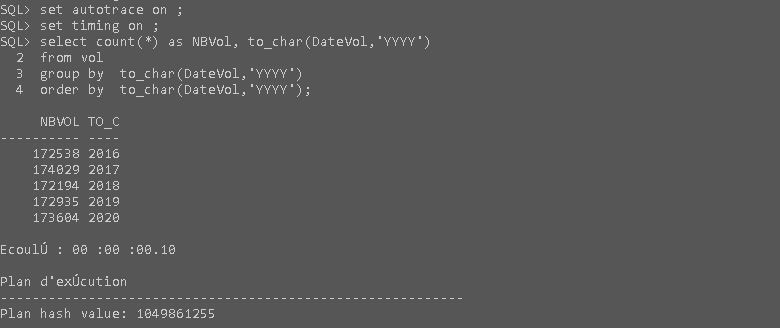 SQL> set autotrace on ;
SQL> set timing on ;
SQL> select count(*) as NBVol, to_char(DateVol,'YYYY')
  2  from vol
  3  group by  to_char(DateVol,'YYYY')
  4  order by  to_char(DateVol,'YYYY');
     NBVOL TO_C
---------- ----
    172538 2016
    174029 2017
    172194 2018
    172935 2019
    173604 2020
EcoulÚ : 00 :00 :00.10
Plan d'exÚcution
----------------------------------------------------------
Plan hash value: 1049861255